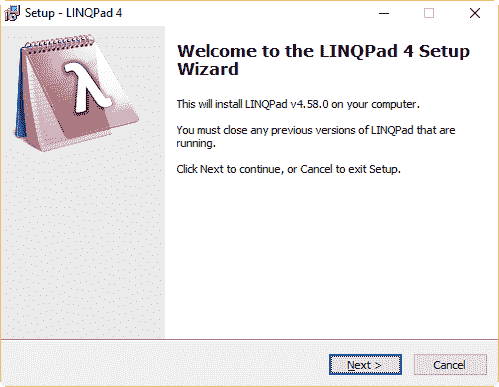 Setup - LINQPad 4
λ
Welcome to the LINQPad 4 Setup
Wizard
This will install LINQPad v4.58.0 on your computer.
You must close any previous versions of LINQPad that are
running.
Click Next to continue, or Cancel to exit Setup.
Next >
Cancel